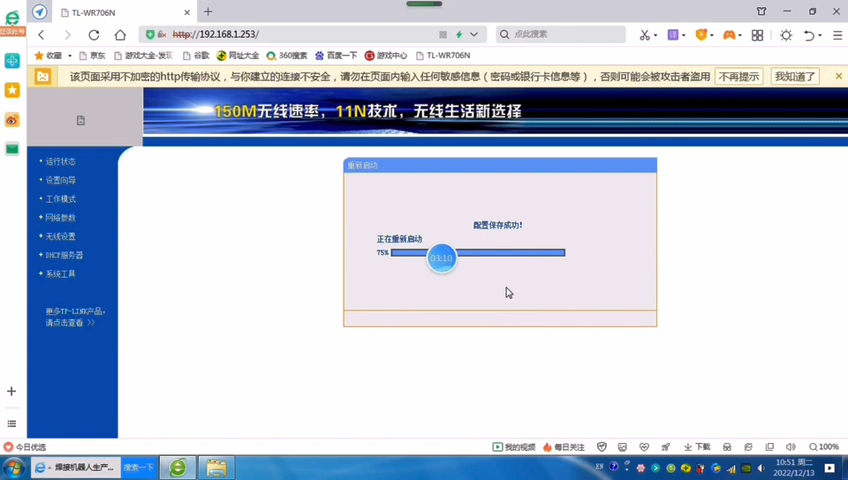 TL-WR706N
http://192.168.1.253/
点此搜索
登录账号
收藏
京东
游戏大全-发现
谷歌
网址大全
360搜索
百度一下
游戏中心
TL-WR706N
该页面采用不加密的http传输协议，与你建立的连接不安全，请勿在页面内输入任何敏感信息（密码或银行卡信息等），否则可能会被攻击者盗用
不再提示
我知道了
150M无线速率，11N技术，无线生活新选择
• 运行状态
• 设置向导
• 工作模式
+ 网络参数
+ 无线设置
+ DHCP服务器
+ 系统工具
更多TP-LINK产品，
请点击查看 >>
重新启动
配置保存成功！
正在重新启动
75%
03:10
今日优选
我的视频
每日关注
下载
100%
焊接机器人生产...
搜索一下
EN
10:51 周二
2022/12/13